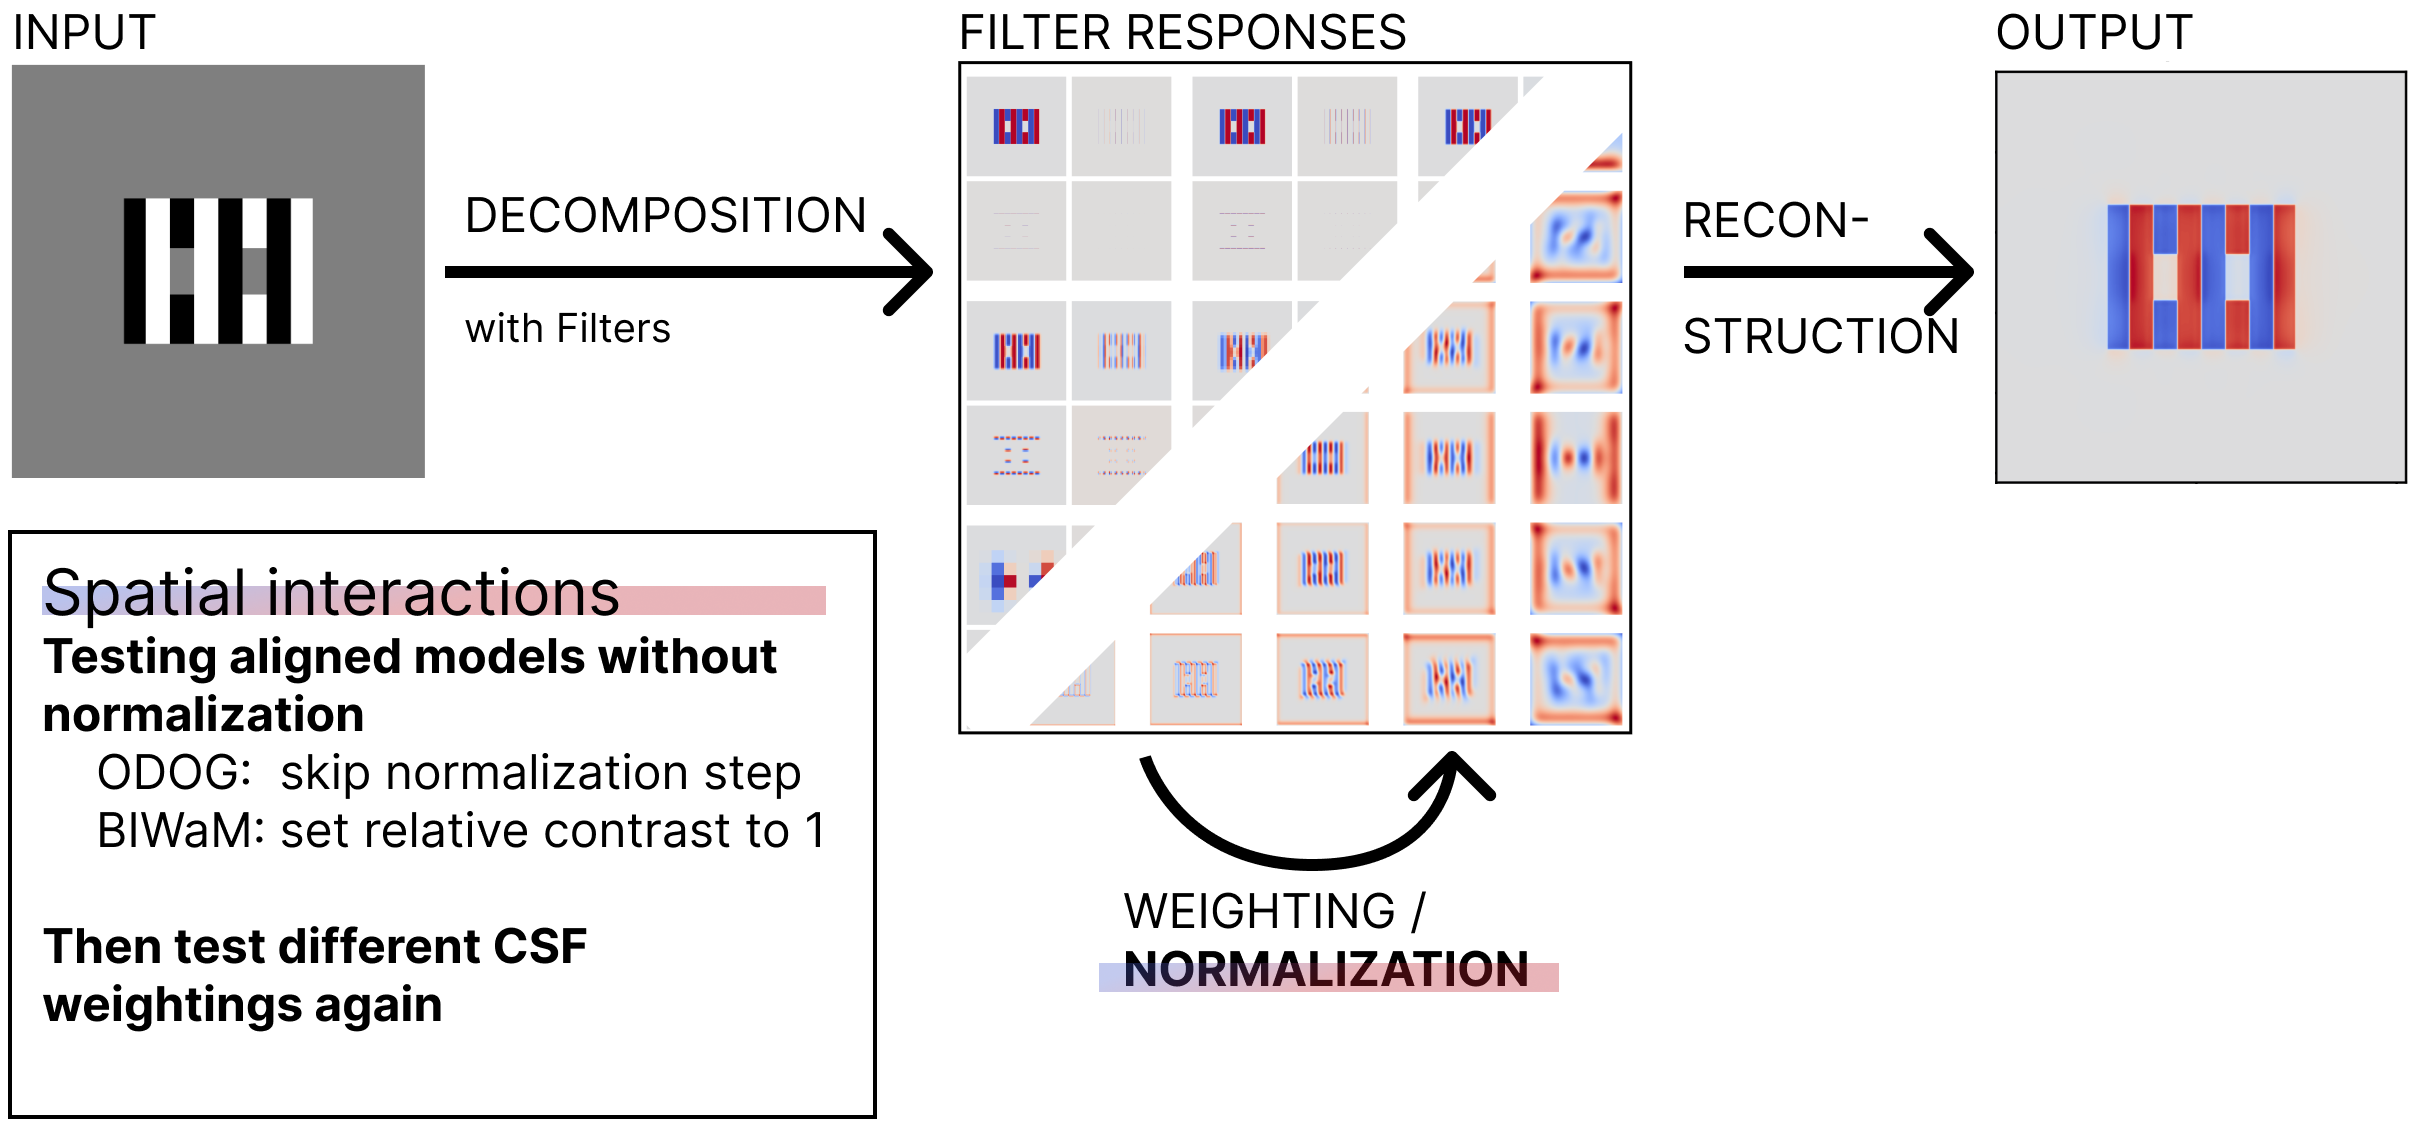 INPUT
FILTER RESPONSES
OUTPUT
DECOMPOSITION
with Filters
RECON-
STRUCTION
Spatial interactions
Testing aligned models without
normalization
ODOG: skip normalization step
BIWaM: set relative contrast to 1
Then test different CSF
weightings again
WEIGHTING /
NORMALIZATION